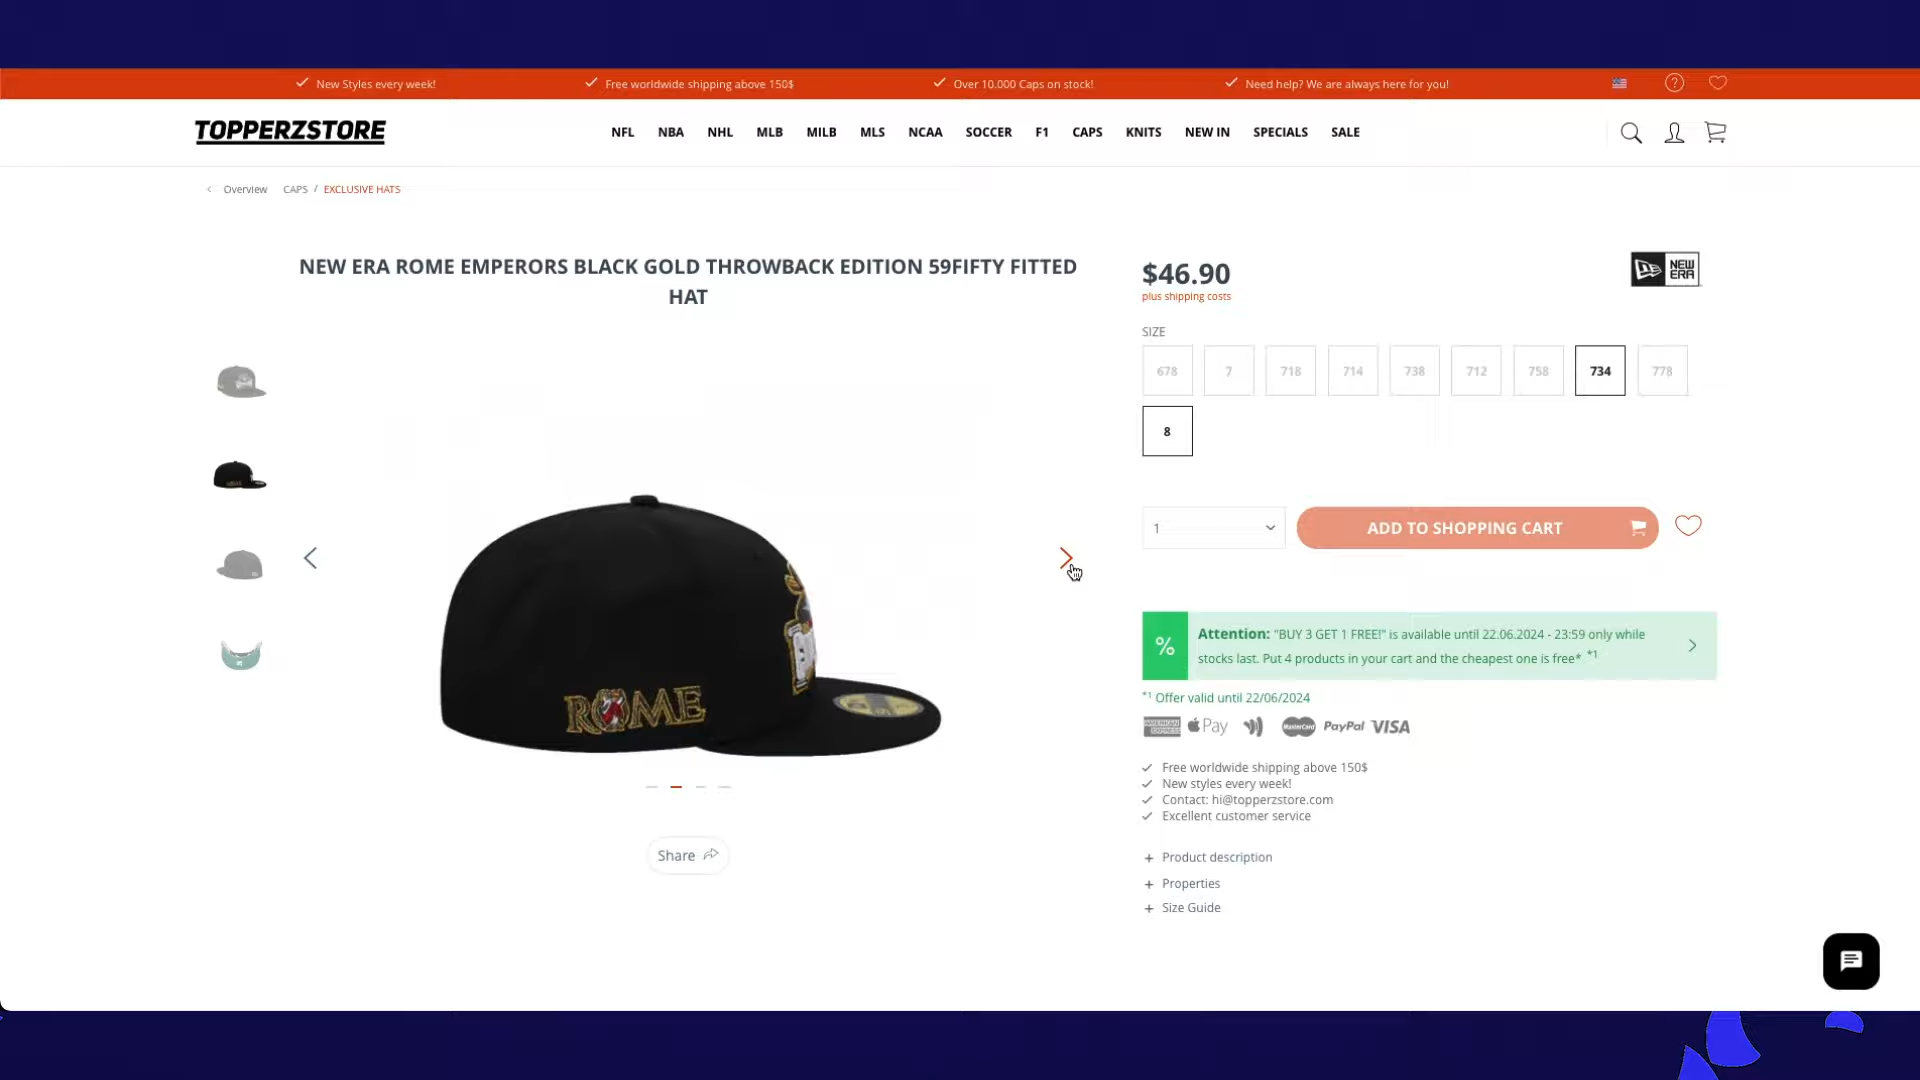 New Styles every week!
Free worldwide shipping above 150$
Over 10.000 Caps on stock!
Need help? We are always here for you!
TOPPERZSTORE
NFL NBA NHL MLB MILB MLS NCAA SOCCER F1 CAPS KNITS NEW IN SPECIALS SALE
Overview CAPS / EXCLUSIVE HATS
NEW ERA ROME EMPERORS BLACK GOLD THROWBACK EDITION 59FIFTY FITTED
HAT
ROME
Share
$46.90
plus shipping costs
NEW
ERA
SIZE
678 7 718 714 738 712 758 734 778
8
1
ADD TO SHOPPING CART
% Attention: "BUY 3 GET 1 FREE!" is available until 22.06.2024 - 23:59 only while
stocks last. Put 4 products in your cart and the cheapest one is free* *1
*1 Offer valid until 22/06/2024
AMERICAN EXPRESS Pay MasterCard PayPal VISA
Free worldwide shipping above 150$
New styles every week!
Contact: hi@topperzstore.com
Excellent customer service
+ Product description
+ Properties
+ Size Guide